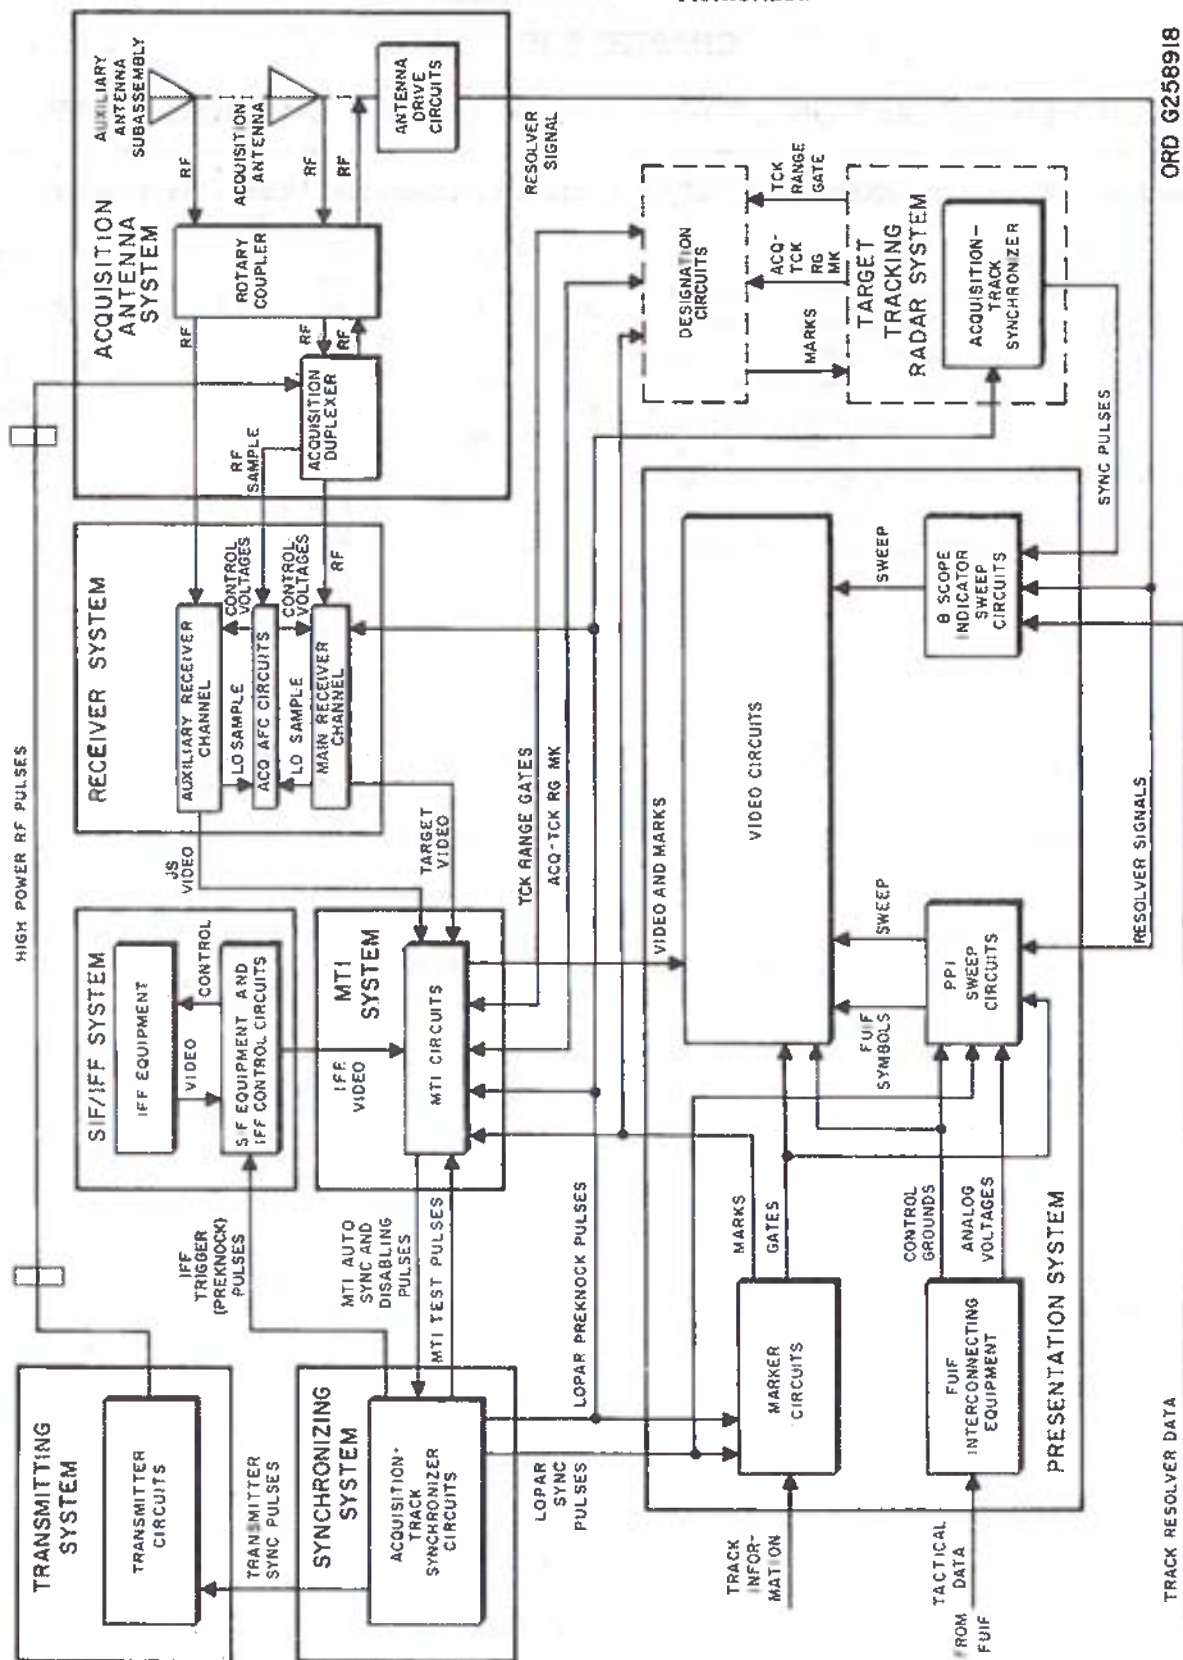 HIGH POWER RF PULSES
TRANSMITTING
SYSTEM
TRANSMITTER
CIRCUITS
TRANSMITTER
SYNC PULSES
SYNCHRONIZING
SYSTEM
ACQUISITION-
TRACK
SYNCHRONIZER
CIRCUITS
IFF
TRIGGER
(PREKNOCK)
PULSES
MTI AUTO
SYNC AND
DISABLING
PULSES
MTI TEST PULSES
LOPAR PREKNOCK PULSES
LOPAR
SYNC
PULSES
SIF/IFF SYSTEM
IFF EQUIPMENT
VIDEO
CONTROL
SIF EQUIPMENT AND
IFF CONTROL CIRCUITS
IFF
VIDEO
MTI
SYSTEM
MTI CIRCUITS
JS
VIDEO
TARGET
VIDEO
RECEIVER SYSTEM
AUXILIARY RECEIVER
CHANNEL
LO SAMPLE
CONTROL
VOLTAGES
ACQ AFC CIRCUITS
LO SAMPLE
CONTROL
VOLTAGES
MAIN RECEIVER
CHANNEL
RF
SAMPLE
RF
ACQUISITION
ANTENNA
SYSTEM
AUXILIARY
ANTENNA
SUBASSEMBLY
RF
ACQUISITION
ANTENNA
RF
RF
ROTARY
COUPLER
RF
RF
RF
ACQUISITION
DUPLEXER
ANTENNA
DRIVE
CIRCUITS
RESOLVER
SIGNAL
TCK RANGE GATES
ACQ-TCK RG MK
DESIGNATION
CIRCUITS
MARKS
ACQ-
TCK
RG
MK
TCK
RANGE
GATE
TARGET
TRACKING
RADAR SYSTEM
ACQUISITION-
TRACK
SYNCHRONIZER
SYNC PULSES
VIDEO AND MARKS
VIDEO CIRCUITS
SWEEP
B SCOPE
INDICATOR
SWEEP
CIRCUITS
FUIF
SYMBOLS
SWEEP
PPI
SWEEP
CIRCUITS
RESOLVER SIGNALS
MARKS
GATES
MARKER
CIRCUITS
CONTROL
GROUNDS
ANALOG
VOLTAGES
FUIF
INTERCONNECTING
EQUIPMENT
PRESENTATION SYSTEM
TRACK
INFOR-
MATION
TACTICAL
DATA
FROM
FUIF
TRACK RESOLVER DATA
ORD G258918